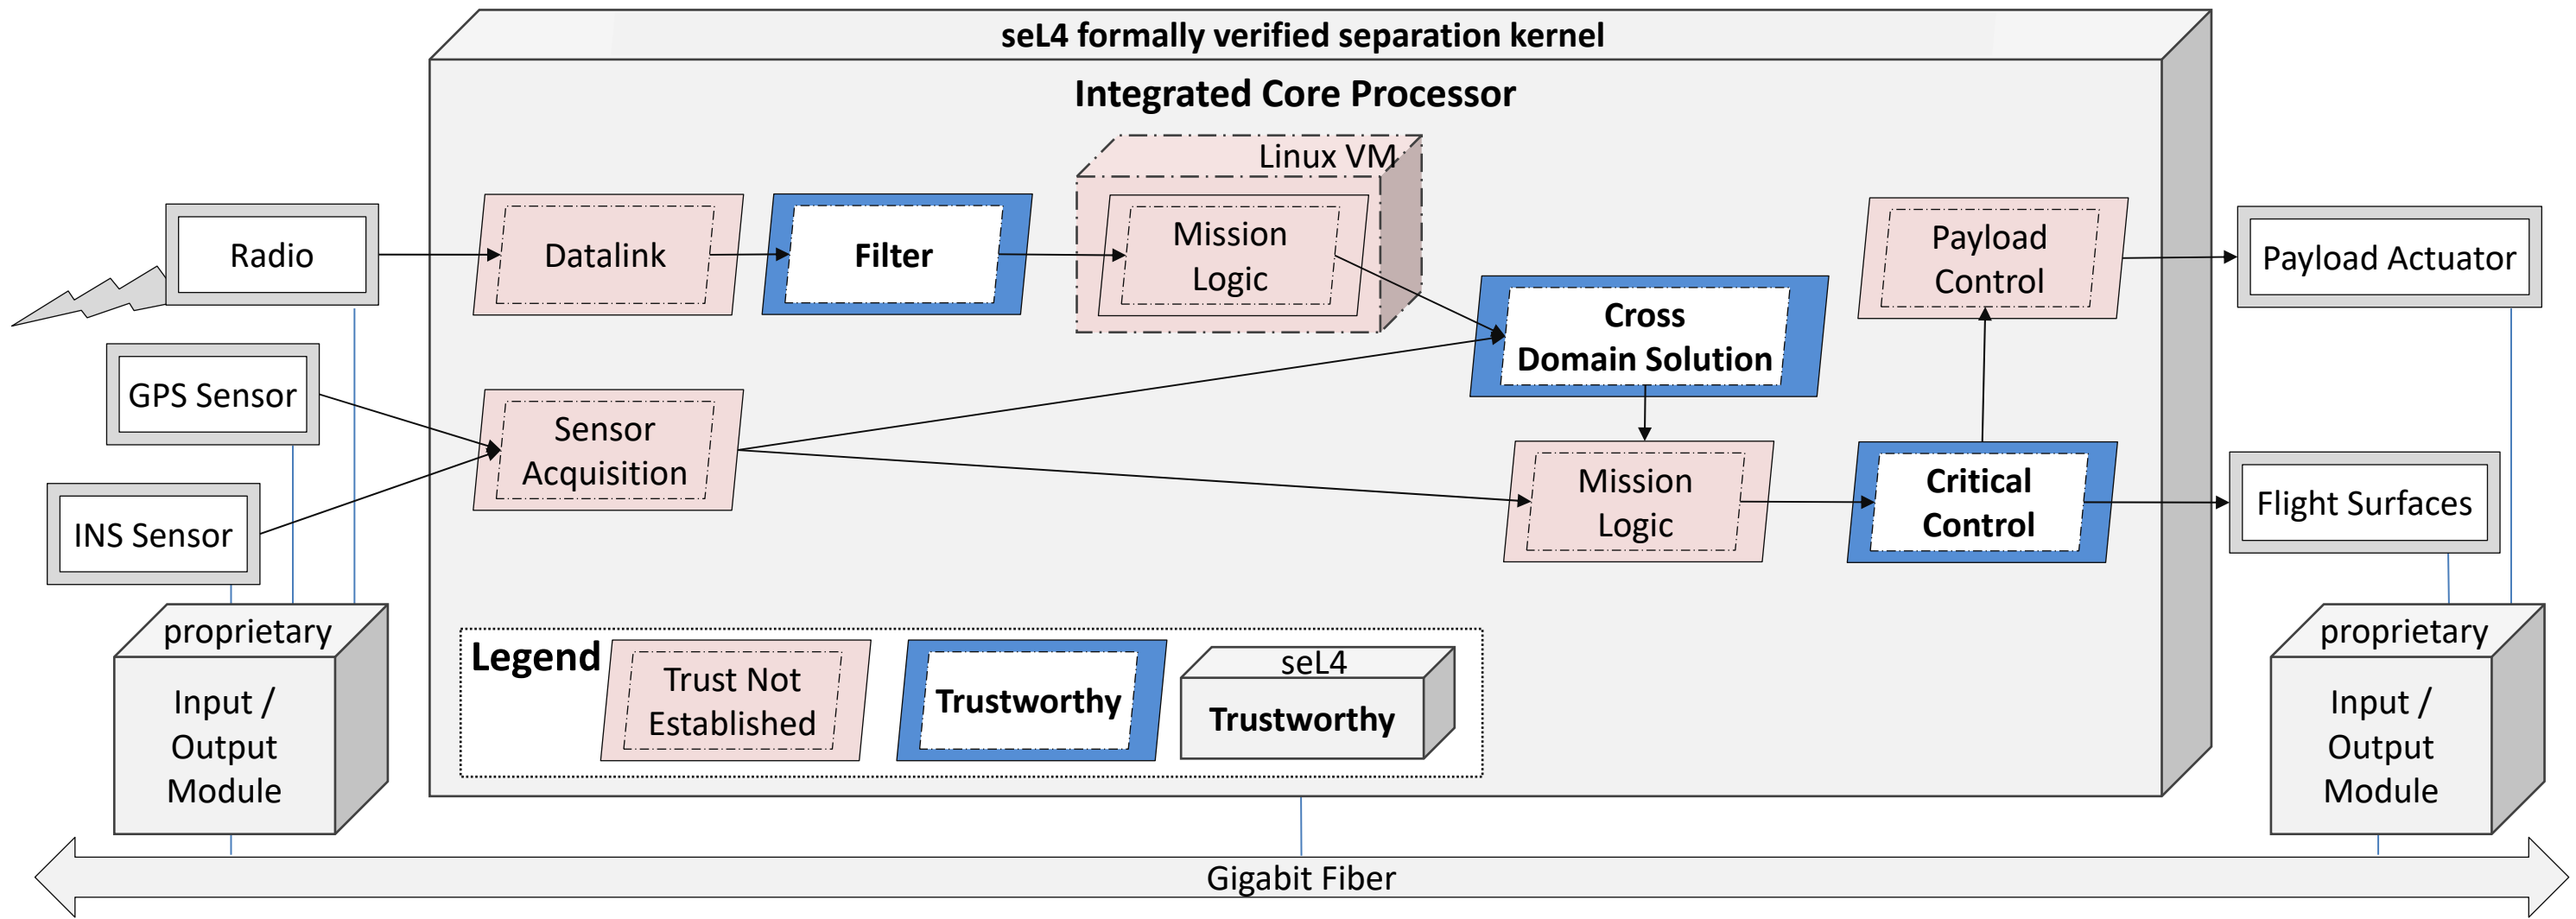 seL4 formally verified separation kernel
Integrated Core Processor
Linux VM
Radio
Datalink
Filter
Mission
Logic
Payload
Control
Payload Actuator
GPS Sensor
Cross
Domain Solution
Sensor
Acquisition
INS Sensor
Mission
Logic
Critical
Control
Flight Surfaces
proprietary
Input /
Output
Module
Legend
Trust Not
Established
Trustworthy
seL4
Trustworthy
proprietary
Input /
Output
Module
Gigabit Fiber